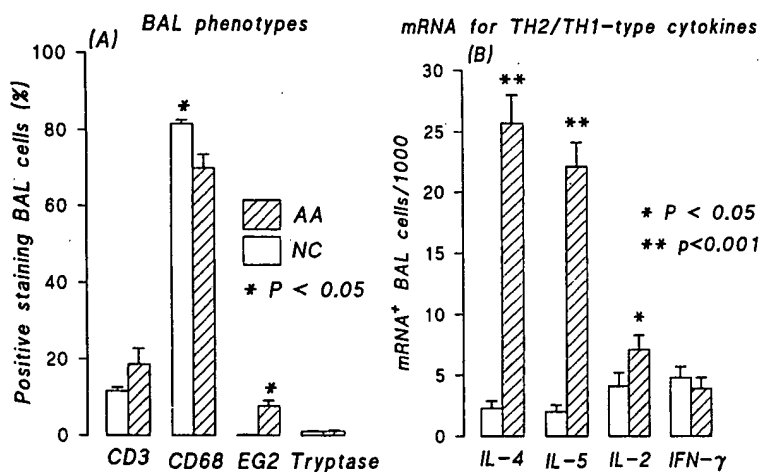 BAL phenotypes
(A)
Positive staining BAL cells (%)
100
80
60
40
20
0
*
AA
NC
* P < 0.05
*
CD3 CD68 EG2 Tryptase
mRNA for TH2/TH1-type cytokines
(B)
mRNA+ BAL cells/1000
30
25
20
15
10
5
0
**
**
* P < 0.05
** p<0.001
*
IL-4 IL-5 IL-2 IFN-γ